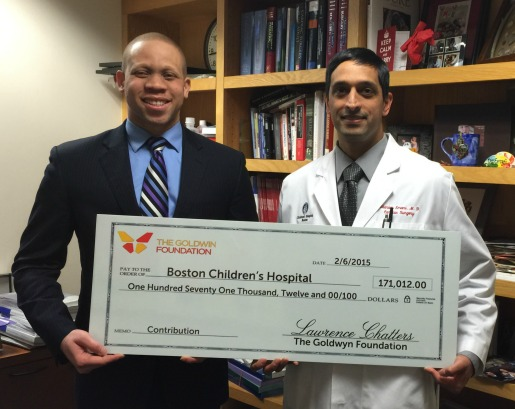 KEEP
CALM
AND
THE GOLDWIN
FOUNDATION
DATE 2/6/2015
PAY TO THE
ORDER OF Boston Children's Hospital 171,012.00
One Hundred Seventy One Thousand, Twelve and 00/100 DOLLARS
MEMO Contribution Lawrence Chatters
The Goldwyn Foundation